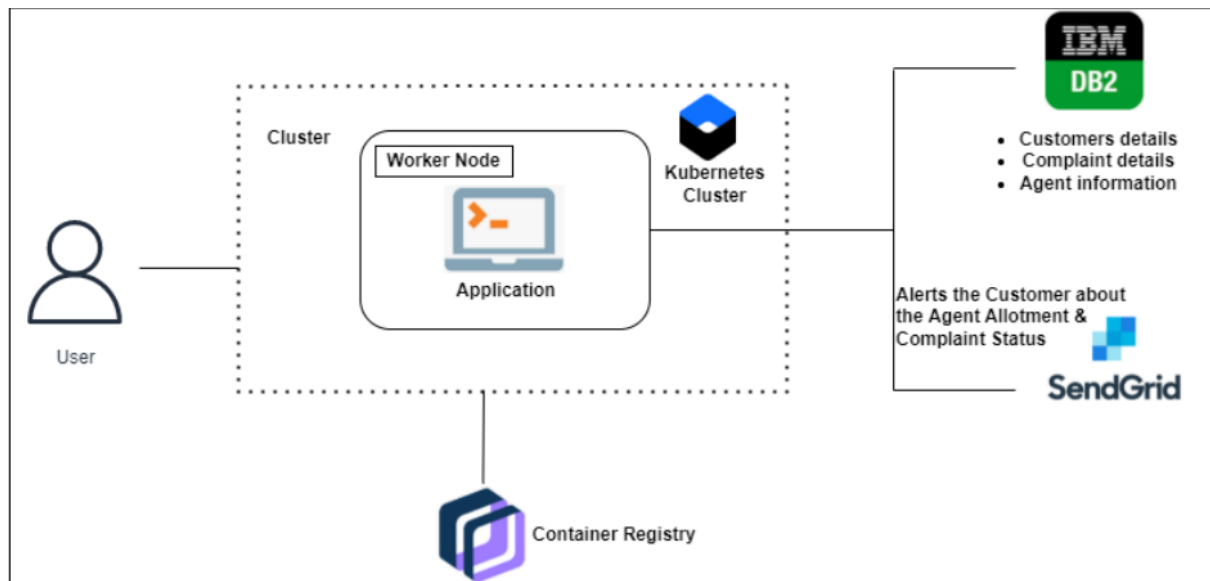 IBM
DB2
• Customers details
• Complaint details
• Agent information
Cluster
Worker Node
Application
Kubernetes
Cluster
User
Alerts the Customer about
the Agent Allotment &
Complaint Status
SendGrid
Container Registry